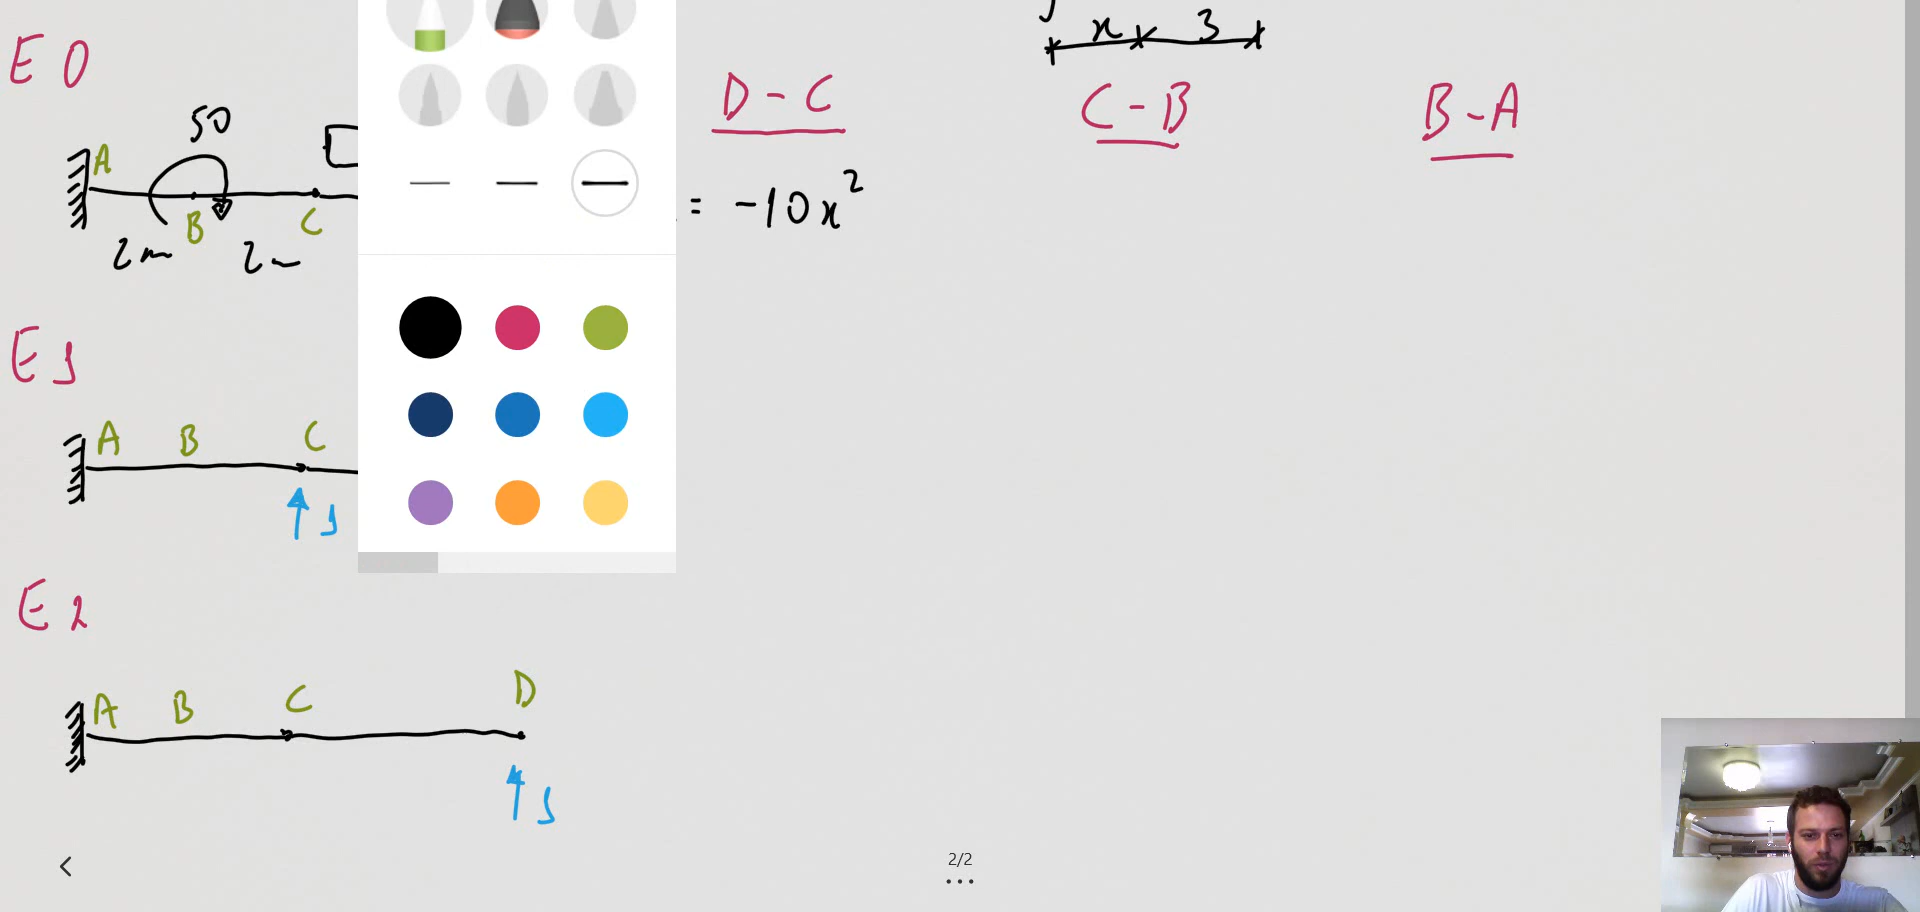 x 3
E 0
D - C
C - B
B - A
50
A
B
C
2m
2m
= -10x²
E 1
A B C
1
E 2
A B C D
1
2/2